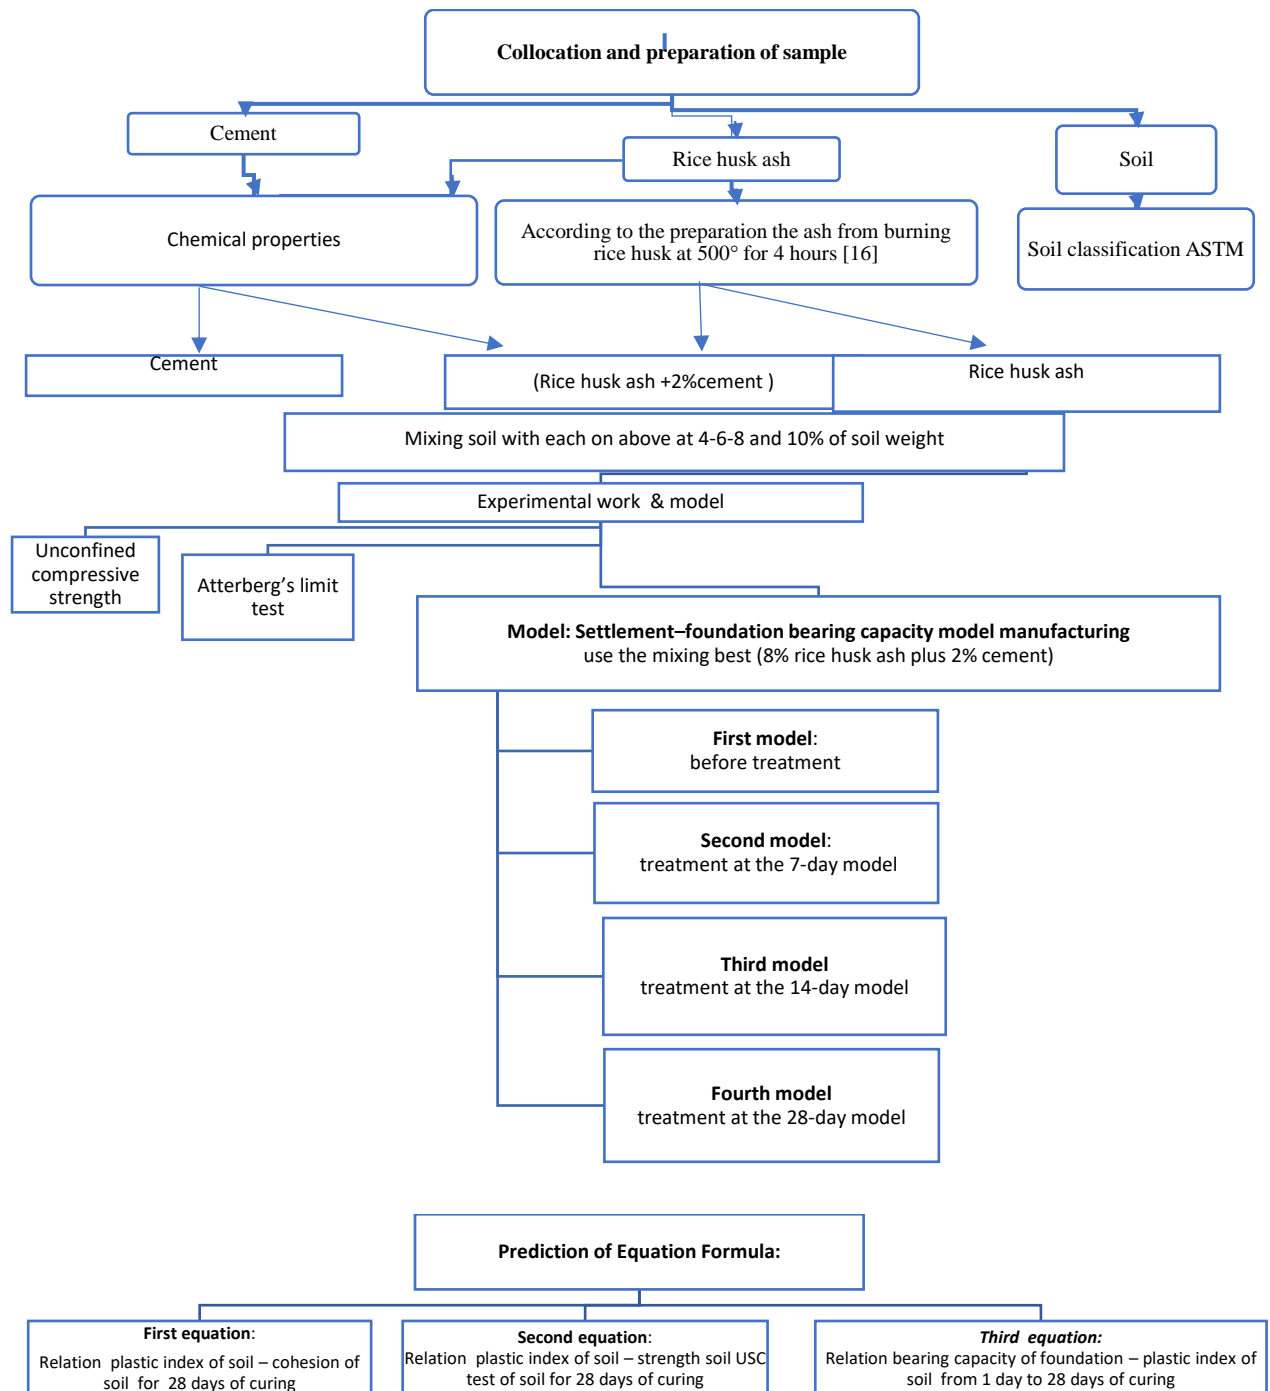 Collocation and preparation of sample
Cement
Rice husk ash
Soil
Chemical properties
According to the preparation the ash from burning
rice husk at 500° for 4 hours [16]
Soil classification ASTM
Cement
(Rice husk ash +2%cement )
Rice husk ash
Mixing soil with each on above at 4-6-8 and 10% of soil weight
Experimental work & model
Unconfined
compressive
strength
Atterberg’s limit
test
Model: Settlement–foundation bearing capacity model manufacturing
use the mixing best (8% rice husk ash plus 2% cement)
First model:
before treatment
Second model:
treatment at the 7-day model
Third model
treatment at the 14-day model
Fourth model
treatment at the 28-day model
Prediction of Equation Formula:
First equation:
Relation plastic index of soil – cohesion of
soil for 28 days of curing
Second equation:
Relation plastic index of soil – strength soil USC
test of soil for 28 days of curing
Third equation:
Relation bearing capacity of foundation – plastic index of
soil from 1 day to 28 days of curing